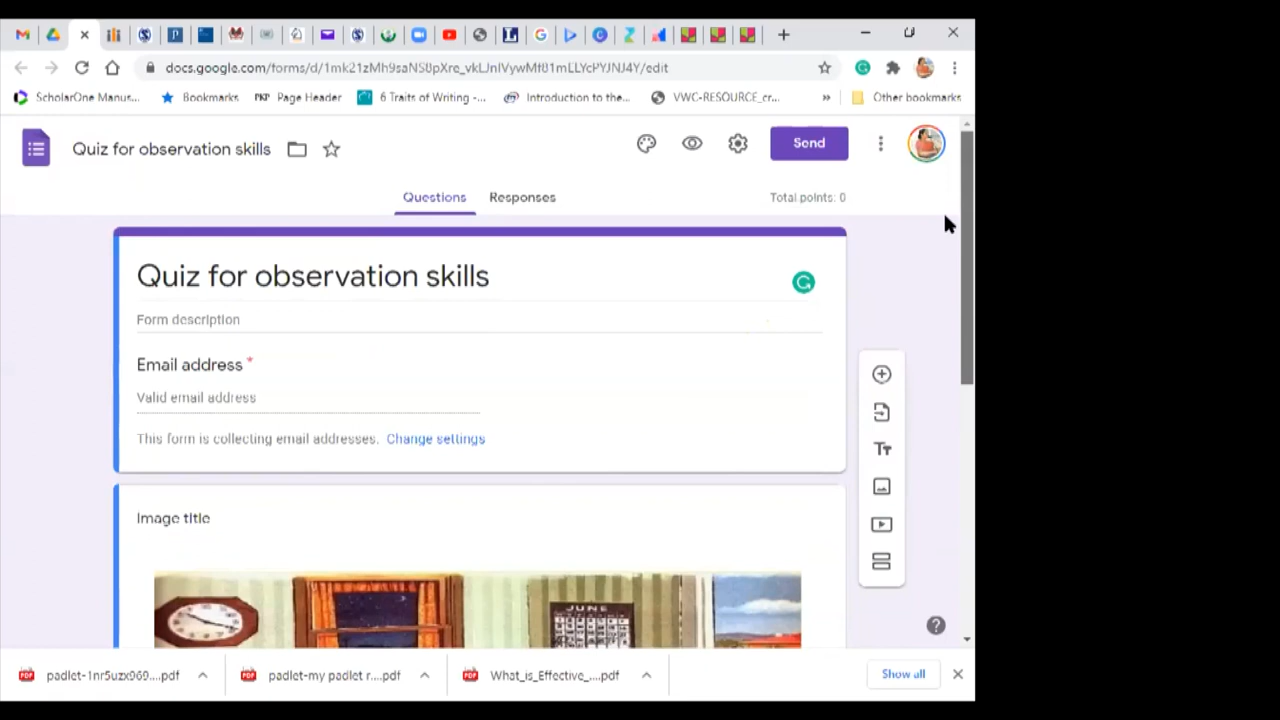 docs.google.com/forms/d/1mk21zMh9saNS8pXre_vkLJnIVywMf81mLLYcPYJNJ4Y/edit
ScholarOne Manus...
Bookmarks
PKP Page Header
6 Traits of Writing -...
Introduction to the...
VWC-RESOURCE_cr...
»
Other bookmarks
Quiz for observation skills
Send
Questions
Responses
Total points: 0
Quiz for observation skills
Form description
Email address *
Valid email address
This form is collecting email addresses. Change settings
Image title
JUNE
padlet-1nr5uzx969....pdf
padlet-my padlet r....pdf
What_is_Effective_....pdf
Show all